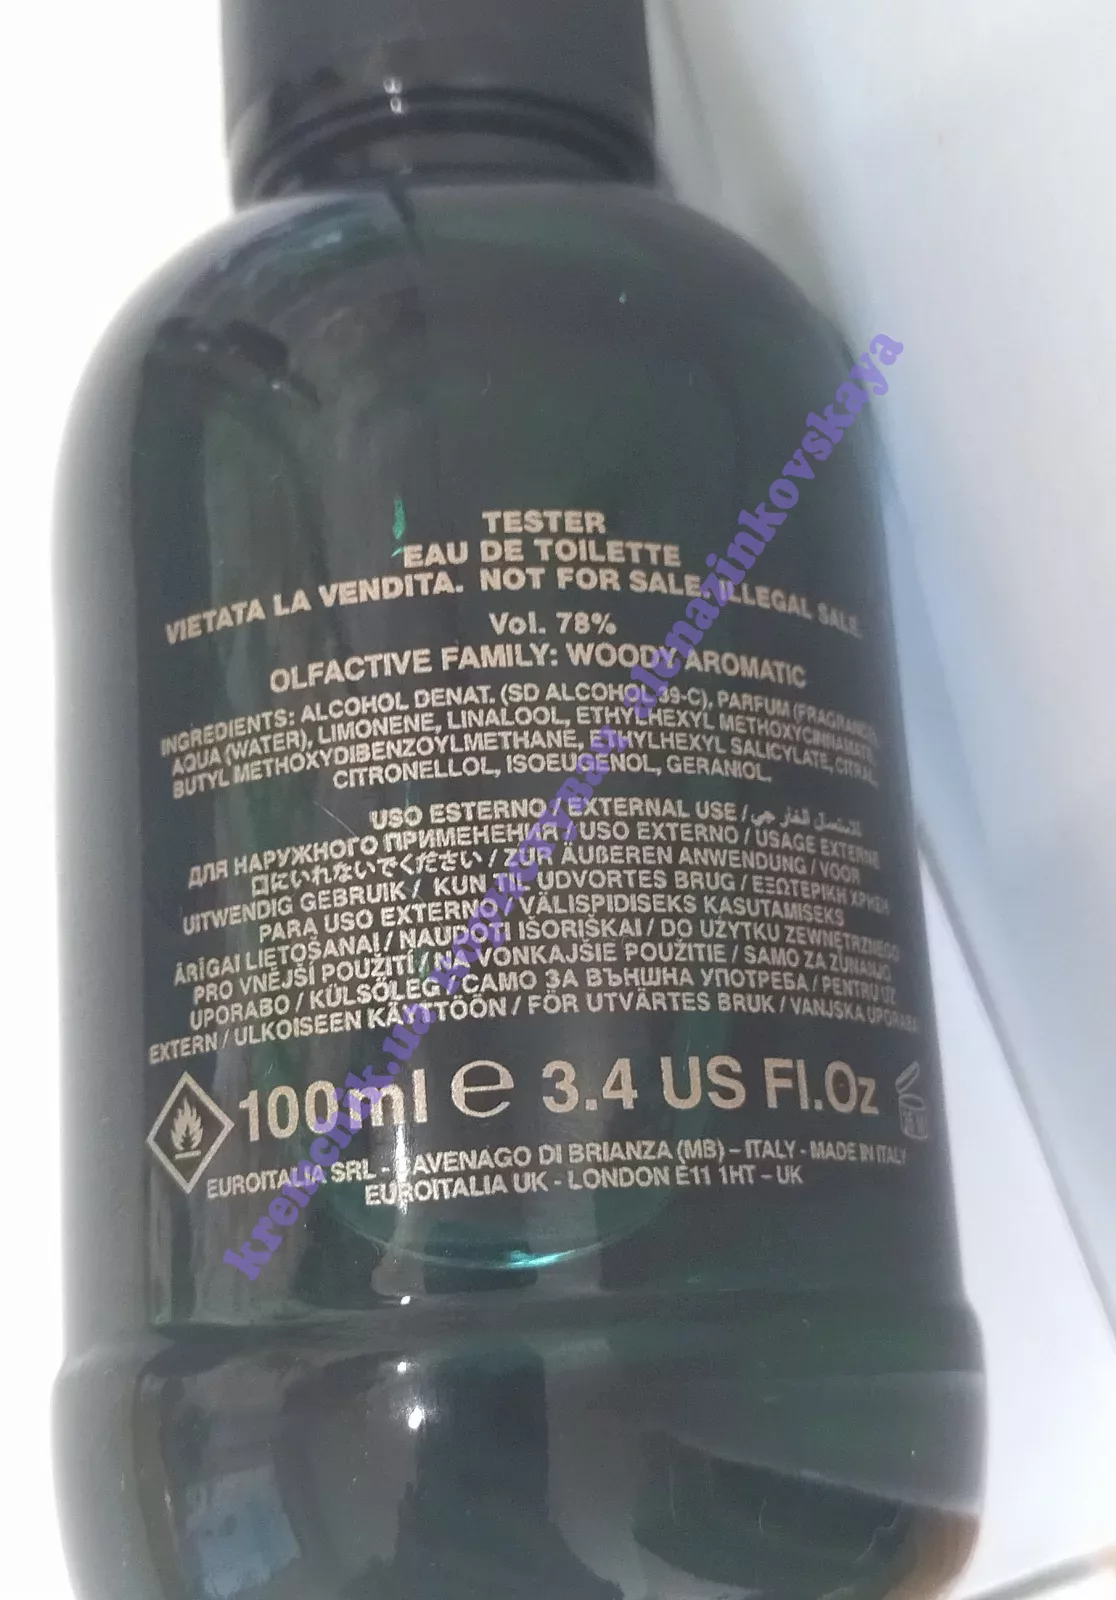 TESTER
EAU DE TOILETTE
VIETATA LA VENDITA. NOT FOR SALE. ILLEGAL SALE.
Vol. 78%
OLFACTIVE FAMILY: WOODY AROMATIC
INGREDIENTS: ALCOHOL DENAT. (SD ALCOHOL 39-C), PARFUM (FRAGRANCE),
AQUA (WATER), LIMONENE, LINALOOL, ETHYLHEXYL METHOXYCINNAMATE,
BUTYL METHOXYDIBENZOYLMETHANE, ETHYLHEXYL SALICYLATE, CITRAL,
CITRONELLOL, ISOEUGENOL, GERANIOL.
USO ESTERNO / EXTERNAL USE /
ДЛЯ НАРУЖНОГО ПРИМЕНЕНИЯ / USO EXTERNO / USAGE EXTERNE
口にいれないでください / ZUR ÄUßEREN ANWENDUNG / VOOR
UITWENDIG GEBRUIK / KUN TIL UDVORTES BRUG / ΕΞΩΤΕΡΙΚΗ ΧΡΗΣΗ
PARA USO EXTERNO / VÄLISPIDISEKS KASUTAMISEKS
ĀRĪGAI LIETOŠANAI / NAUDOTI IŠORIŠKAI / DO UŻYTKU ZEWNĘTRZNEGO
PRO VNĚJŠÍ POUŽITÍ / NA VONKAJŠIE POUŽITIE / SAMO ZA ZUNANJO
UPORABO / KÜLSŐLEG / САМО ЗА ВЪНШНА УПОТРЕБА / PENTRU UZ
EXTERN / ULKOISEEN KÄYTTÖÖN / FÖR UTVÄRTES BRUK / VANJSKA UPORABA
100ml e 3.4 US Fl.Oz
EUROITALIA SRL - CAVENAGO DI BRIANZA (MB) – ITALY - MADE IN ITALY
EUROITALIA UK - LONDON E11 1HT – UK
alenazinkovskaya